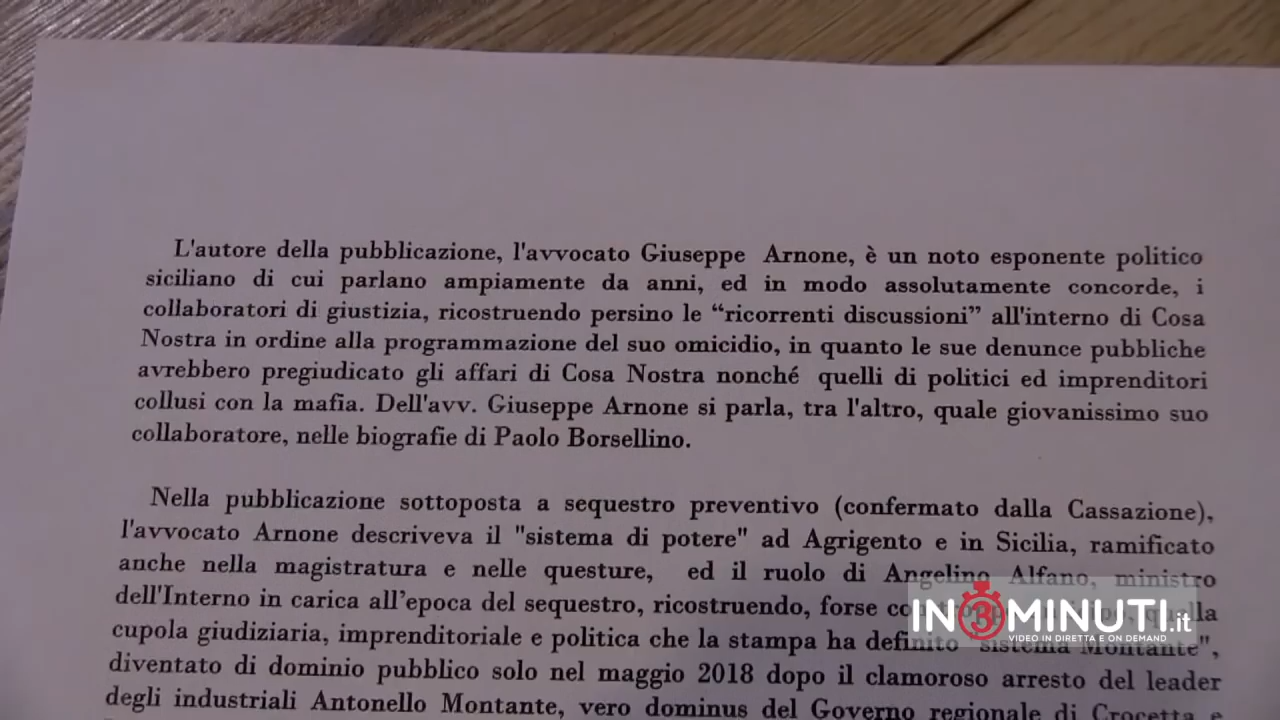 L'autore della pubblicazione, l'avvocato Giuseppe Arnone, è un noto esponente politico
siciliano di cui parlano ampiamente da anni, ed in modo assolutamente concorde, i
collaboratori di giustizia, ricostruendo persino le “ricorrenti discussioni” all'interno di Cosa
Nostra in ordine alla programmazione del suo omicidio, in quanto le sue denunce pubbliche
avrebbero pregiudicato gli affari di Cosa Nostra nonché quelli di politici ed imprenditori
collusi con la mafia. Dell'avv. Giuseppe Arnone si parla, tra l'altro, quale giovanissimo suo
collaboratore, nelle biografie di Paolo Borsellino.
Nella pubblicazione sottoposta a sequestro preventivo (confermato dalla Cassazione),
l'avvocato Arnone descriveva il "sistema di potere" ad Agrigento e in Sicilia, ramificato
anche nella magistratura e nelle questure, ed il ruolo di Angelino Alfano, ministro
dell'Interno in carica all’epoca del sequestro, ricostruendo, forse quella
cupola giudiziaria, imprenditoriale e politica che la stampa ha definito "sistema Montante",
diventato di dominio pubblico solo nel maggio 2018 dopo il clamoroso arresto del leader
degli industriali Antonello Montante, vero dominus del Governo regionale di Crocetta e
IN3MINUTI.it
VIDEO IN DIRETTA E ON DEMAND